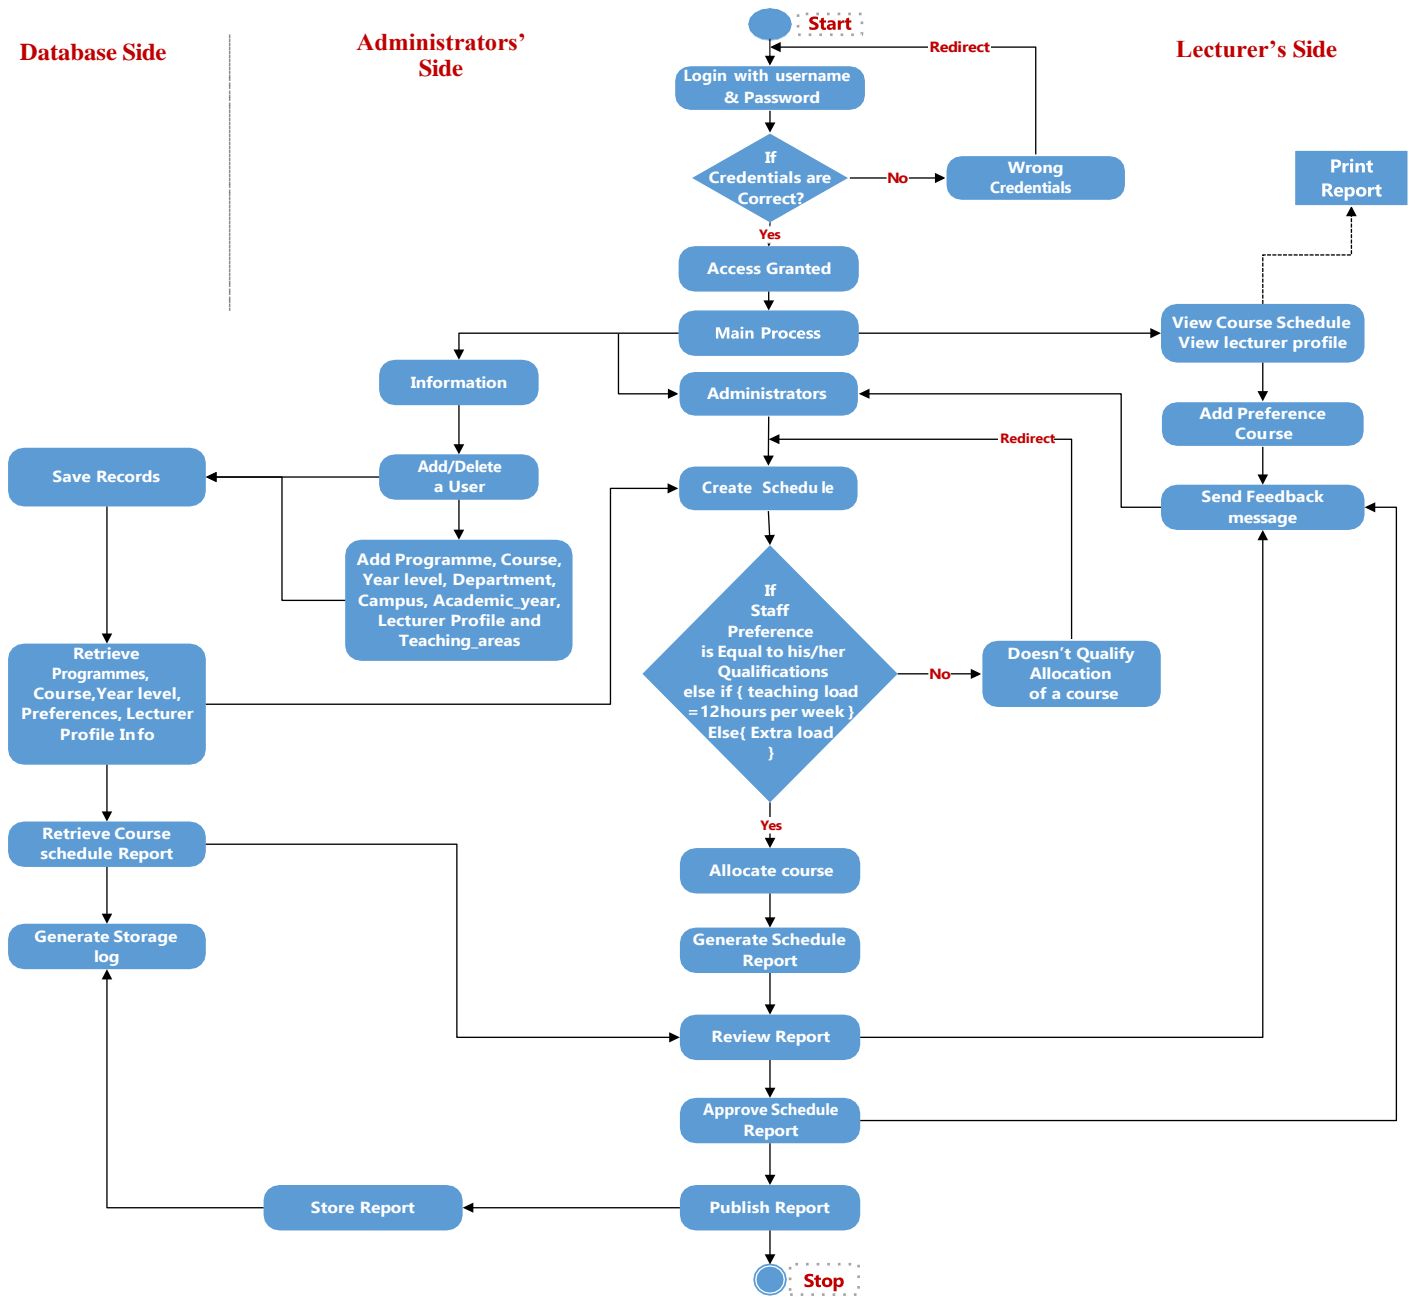 Start
Database Side
Administrators’
Side
Lecturer’s Side
Redirect
Login with username
& Password
If
Credentials are
Correct?
No
Wrong
Credentials
Print
Report
Yes
Access Granted
Main Process
View Course Schedule
View lecturer profile
Information
Administrators
Add Preference
Course
Redirect
Save Records
Add/Delete
a User
Create Schedule
Send Feedback
message
Add Programme, Course,
Year level, Department,
Campus, Academic_year,
Lecturer Profile and
Teaching_areas
If
Staff
Preference
is Equal to his/her
Qualifications
else if { teaching load
=12hours per week }
Else{ Extra load
}
No
Doesn’t Qualify
Allocation
of a course
Retrieve
Programmes,
Course,Year level,
Preferences, Lecturer
Profile Info
Yes
Retrieve Course
schedule Report
Allocate course
Generate Storage
log
Generate Schedule
Report
Review Report
Approve Schedule
Report
Store Report
Publish Report
Stop